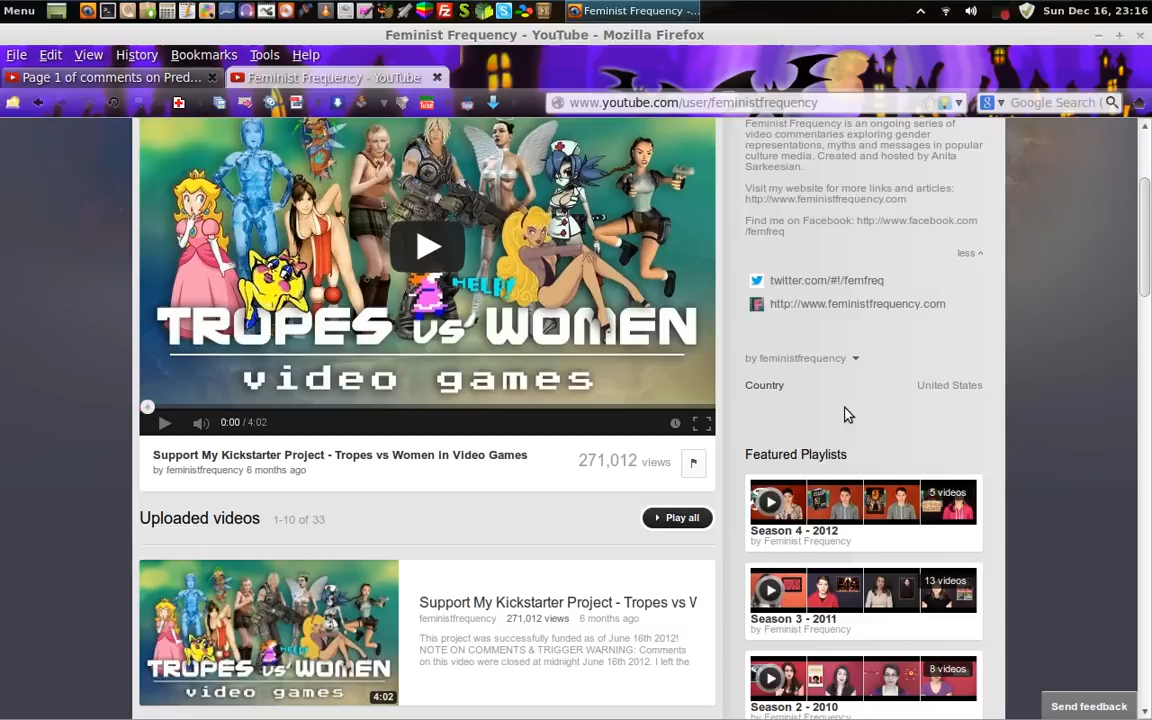 Menu
Feminist Frequency -...
Sun Dec 16, 23:16
Feminist Frequency - YouTube - Mozilla Firefox
File Edit View History Bookmarks Tools Help
Page 1 of comments on Pred...
Feminist Frequency - YouTube
www.youtube.com/user/feministfrequency
Google Search (
HELP!
TROPES vs WOMEN
video games
0:00 / 4:02
Support My Kickstarter Project - Tropes vs Women in Video Games
by feministfrequency 6 months ago
271,012 views
Uploaded videos 1-10 of 33
Play all
TROPES vs WOMEN
video games
4:02
Support My Kickstarter Project - Tropes vs W
feministfrequency 271,012 views 6 months ago
This project was successfully funded as of June 16th 2012!
NOTE ON COMMENTS & TRIGGER WARNING: Comments
on this video were closed at midnight June 16th 2012. I left the
Feminist Frequency is an ongoing series of
video commentaries exploring gender
representations, myths and messages in popular
culture media. Created and hosted by Anita
Sarkeesian.
Visit my website for more links and articles:
http://www.feministfrequency.com
Find me on Facebook: http://www.facebook.com
/femfreq
less
twitter.com/#!/femfreq
http://www.feministfrequency.com
by feministfrequency
Country United States
Featured Playlists
5 videos
Season 4 - 2012
by Feminist Frequency
13 videos
Season 3 - 2011
by Feminist Frequency
8 videos
Season 2 - 2010
by Feminist Frequency
Send feedback